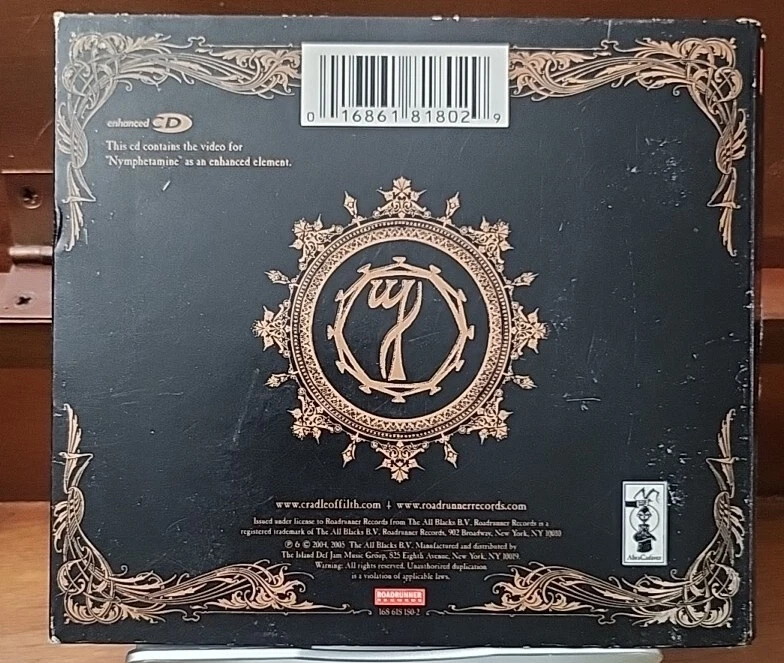 0 16861 81802 9
enhanced CD
This cd contains the video for
'Nymphetamine' as an enhanced element.
www.cradleoffilth.com www.roadrunnerrecords.com
Issued under license to Roadrunner Records from The All Blacks B.V. Roadrunner Records is a
registered trademark of The All Blacks B.V. Roadrunner Records, 902 Broadway, New York, NY 10010
℗ & © 2004, 2005 The All Blacks B.V. Manufactured and distributed by
The Island Def Jam Music Group, 825 Eighth Avenue, New York, NY 10019.
Warning: All rights reserved. Unauthorized duplication
is a violation of applicable laws.
AbraCadaver
ROADRUNNER
RECORDS
168 618 180-2